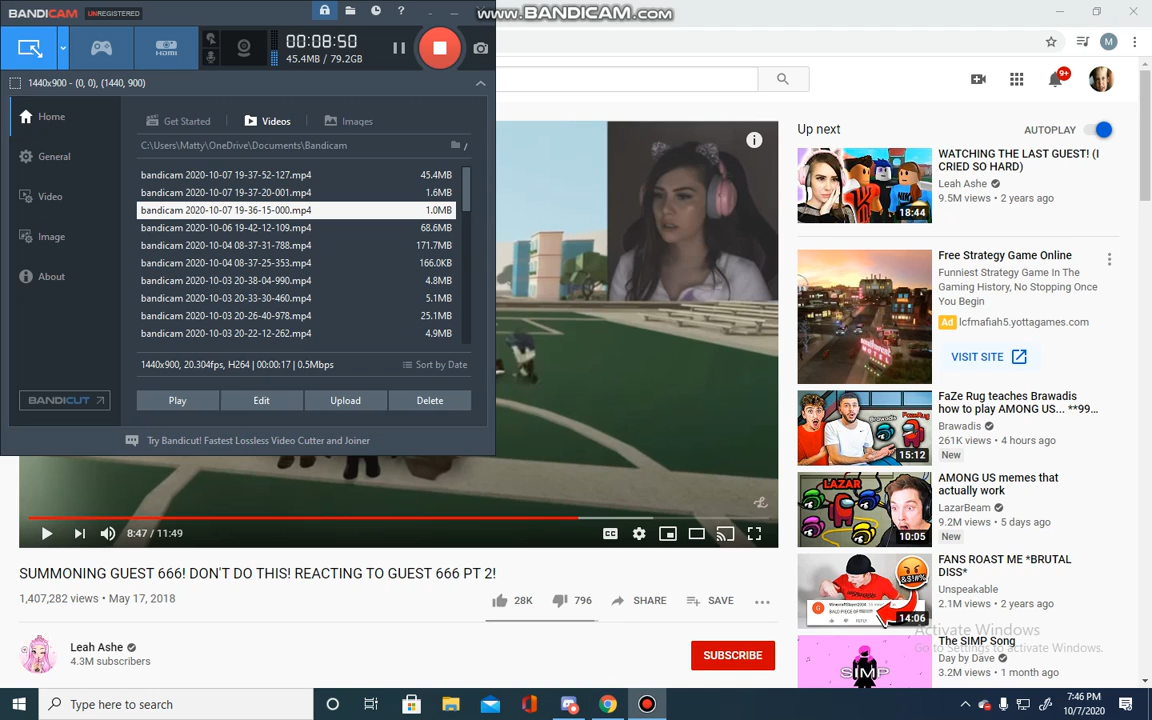 BANDICAM UNREGISTERED
www.BANDICAM.com
00:08:50
45.4MB / 79.2GB
HDMI
1440x900 - (0, 0), (1440, 900)
Home
General
Video
Image
About
BANDICUT
Get Started
Videos
Images
C:\Users\Matty\OneDrive\Documents\Bandicam
bandicam 2020-10-07 19-37-52-127.mp4 45.4MB
bandicam 2020-10-07 19-37-20-001.mp4 1.6MB
bandicam 2020-10-07 19-36-15-000.mp4 1.0MB
bandicam 2020-10-06 19-42-12-109.mp4 68.6MB
bandicam 2020-10-04 08-37-31-788.mp4 171.7MB
bandicam 2020-10-04 08-37-25-353.mp4 166.0KB
bandicam 2020-10-03 20-38-04-990.mp4 4.8MB
bandicam 2020-10-03 20-33-30-460.mp4 5.1MB
bandicam 2020-10-03 20-26-40-978.mp4 25.1MB
bandicam 2020-10-03 20-22-12-262.mp4 4.9MB
1440x900, 20.304fps, H264 | 00:00:17 | 0.5Mbps
Sort by Date
Play
Edit
Upload
Delete
Try Bandicut! Fastest Lossless Video Cutter and Joiner
M
9+
8:47 / 11:49
CC
SUMMONING GUEST 666! DON'T DO THIS! REACTING TO GUEST 666 PT 2!
1,407,282 views • May 17, 2018
28K
796
SHARE
SAVE
Leah Ashe
4.3M subscribers
SUBSCRIBE
Up next
AUTOPLAY
WATCHING THE LAST GUEST! (I
CRIED SO HARD)
Leah Ashe
9.5M views • 2 years ago
18:44
Free Strategy Game Online
Funniest Strategy Game In The
Gaming History, No Stopping Once
You Begin
Ad lcfmafiah5.yottagames.com
VISIT SITE
FaZe Rug teaches Brawadis
how to play AMONG US... **99...
Brawadis
261K views • 4 hours ago
New
15:12
AMONG US memes that
actually work
LazarBeam
9.2M views • 5 days ago
New
LAZAR
10:05
FANS ROAST ME *BRUTAL
DISS*
Unspeakable
2.1M views • 2 years ago
14:06
The SIMP Song
Day by Dave
3.2M views • 1 month ago
SIMP
Activate Windows
Go to Settings to activate Windows.
Type here to search
7:46 PM
10/7/2020